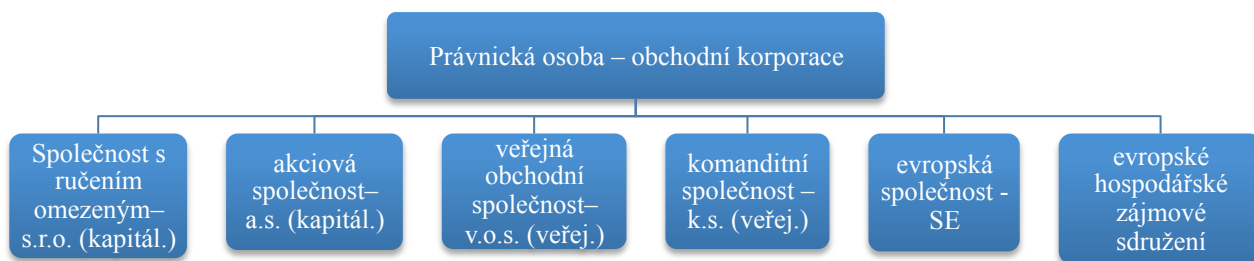 Právnická osoba – obchodní korporace
Společnost s
ručením
omezeným–
s.r.o. (kapitál.)
akciová
společnost–
a.s. (kapitál.)
veřejná
obchodní
společnost–
v.o.s. (veřej.)
komanditní
společnost –
k.s. (veřej.)
evropská
společnost -
SE
evropské
hospodářské
zájmové
sdružení